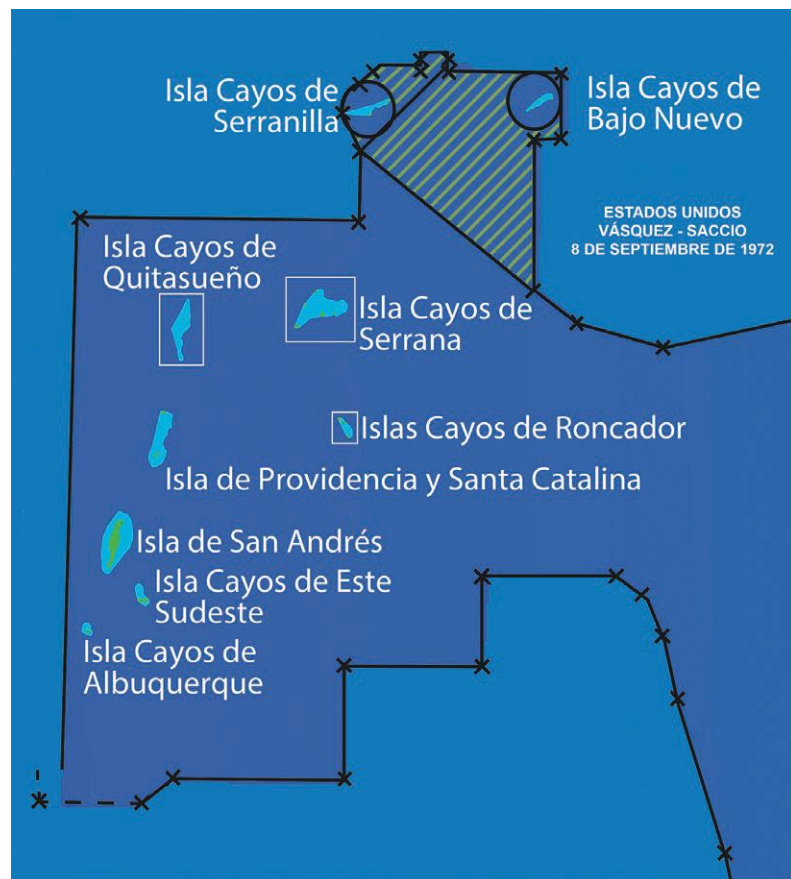 Isla Cayos de
Serranilla
Isla Cayos de
Bajo Nuevo
ESTADOS UNIDOS
VÁSQUEZ - SACCIO
8 DE SEPTIEMBRE DE 1972
Isla Cayos de
Quitasueño
Isla Cayos de
Serrana
Islas Cayos de Roncador
Isla de Providencia y Santa Catalina
Isla de San Andrés
Isla Cayos de Este
Sudeste
Isla Cayos de
Albuquerque